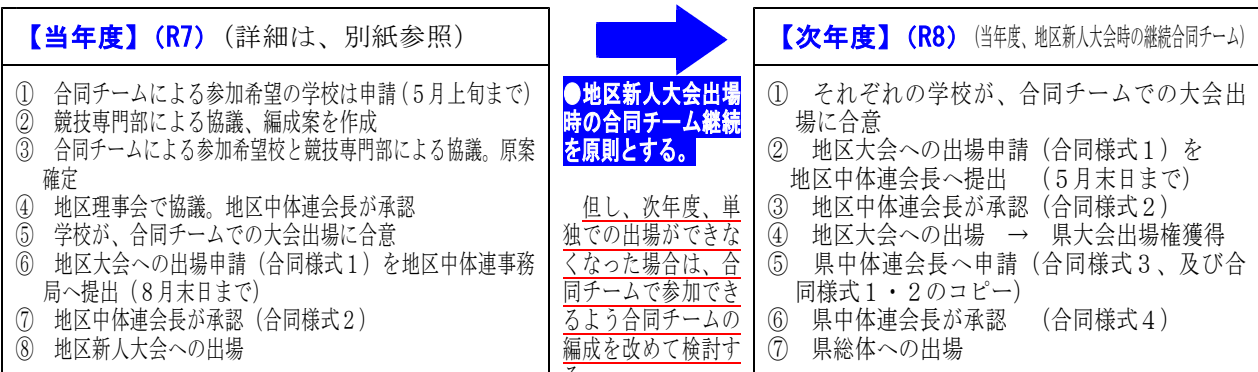 【当年度】(R7)(詳細は、別紙参照)
① 合同チームによる参加希望の学校は申請(5月上旬まで)
② 競技専門部による協議、編成案を作成
③ 合同チームによる参加希望校と競技専門部による協議。原案
確定
④ 地区理事会で協議。地区中体連会長が承認
⑤ 学校が、合同チームでの大会出場に合意
⑥ 地区大会への出場申請(合同様式1)を地区中体連事務
局へ提出(8月末日まで)
⑦ 地区中体連会長が承認(合同様式2)
⑧ 地区新人大会への出場
●地区新人大会出場
時の合同チーム継続
を原則とする。
但し、次年度、単
独での出場ができな
くなった場合は、合
同チームで参加でき
るよう合同チームの
編成を改めて検討す
【次年度】(R8)(当年度、地区新人大会時の継続合同チーム)
① それぞれの学校が、合同チームでの大会出
場に合意
② 地区大会への出場申請(合同様式1)を
地区中体連会長へ提出 (5月末日まで)
③ 地区中体連会長が承認(合同様式2)
④ 地区大会への出場 → 県大会出場権獲得
⑤ 県中体連会長へ申請(合同様式3、及び合
同様式1・2のコピー)
⑥ 県中体連会長が承認 (合同様式4)
⑦ 県総体への出場